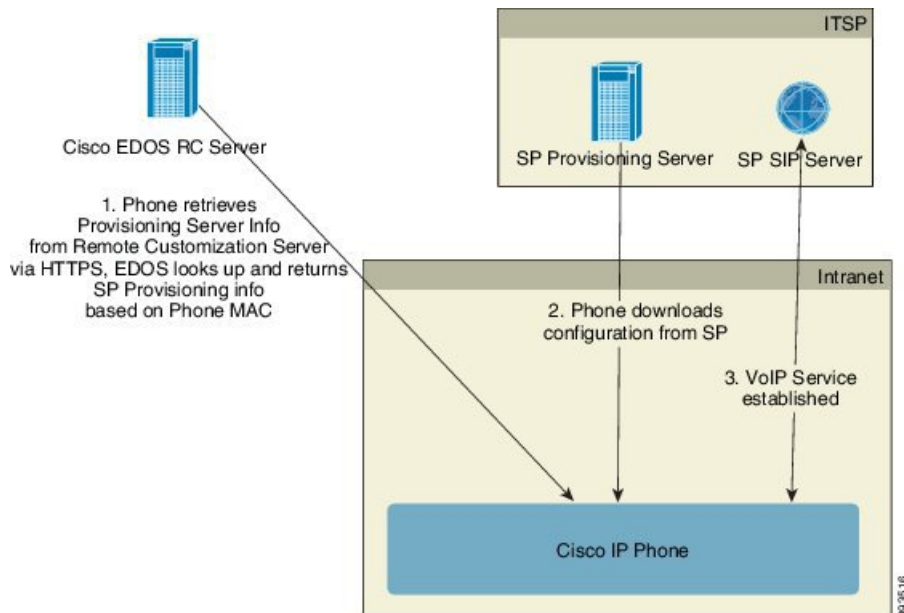 ITSP
Cisco EDOS RC Server
SP Provisioning Server
SP SIP Server
1. Phone retrieves
Provisioning Server Info
from Remote Customization Server
via HTTPS, EDOS looks up and returns
SP Provisioning info
based on Phone MAC
Intranet
2. Phone downloads
configuration from SP
3. VoIP Service
established
Cisco IP Phone